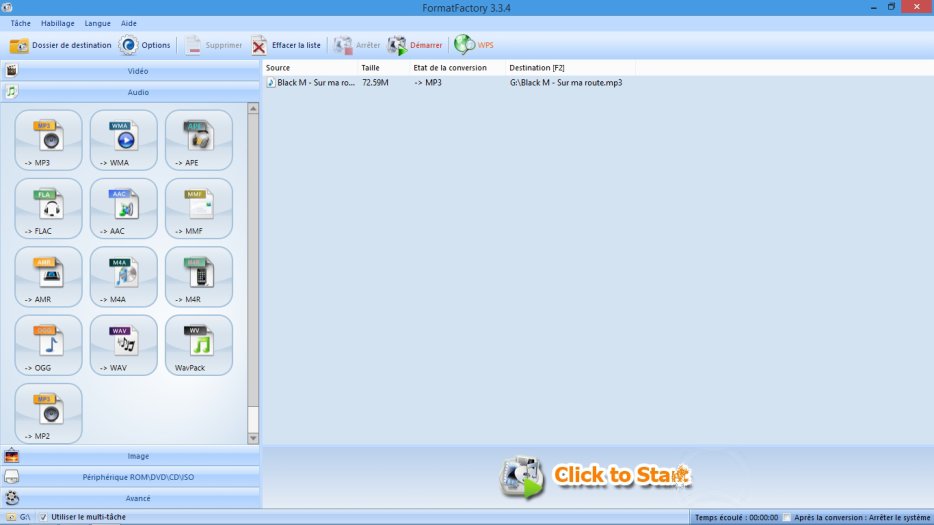 FormatFactory 3.3.4
Tâche Habillage Langue Aide
Dossier de destination Options Supprimer Effacer la liste Arrêter Démarrer WPS
Vidéo
Audio
Source Taille Etat de la conversion Destination [F2]
Black M - Sur ma ro... 72.59M -> MP3 G:\Black M - Sur ma route.mp3
MP3 WMA APE
-> MP3 -> WMA -> APE
FLA AAC MMF
-> FLAC -> AAC -> MMF
AMR M4A M4R
-> AMR -> M4A -> M4R
OGG WAV WV
-> OGG -> WAV WavPack
MP3
-> MP2
Image
Périphérique ROM\DVD\CD\ISO
Avancé
Click to Start
G:\ Utiliser le multi-tâche Temps écoulé : 00:00:00 Après la conversion : Arrêter le système